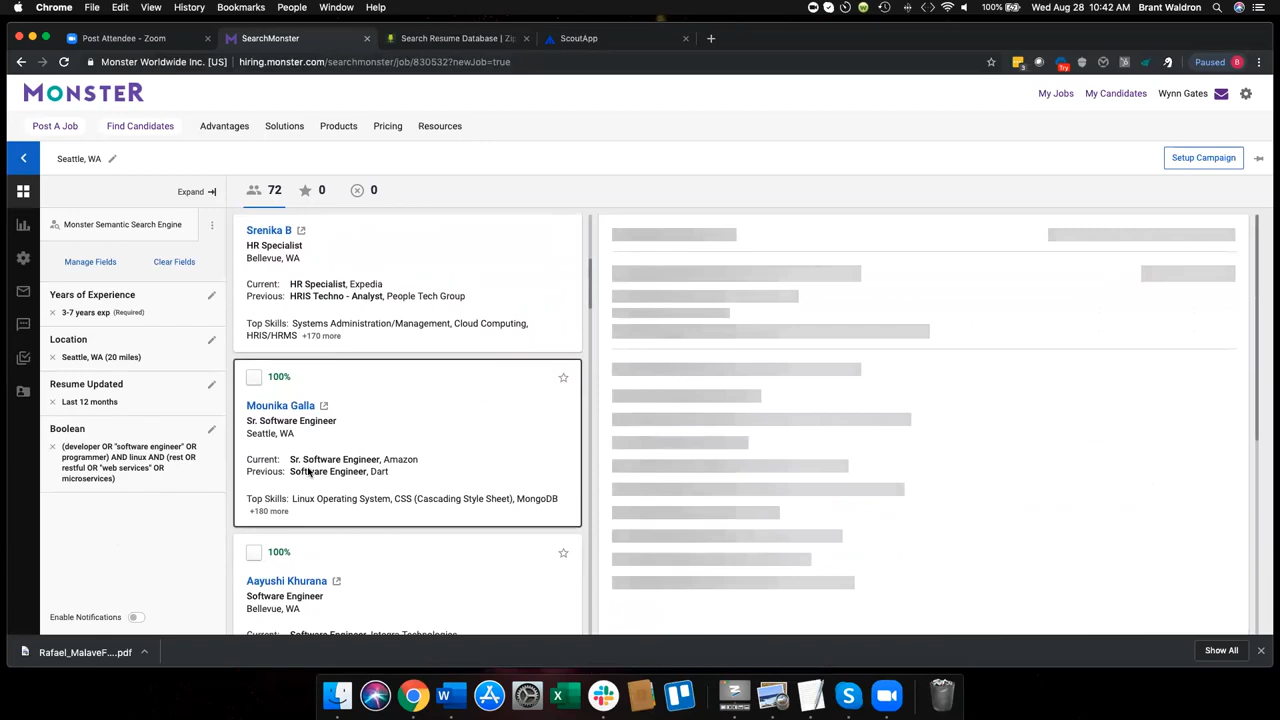 Chrome File Edit View History Bookmarks People Window Help
100% Wed Aug 28 10:42 AM Brant Waldron
Post Attendee - Zoom
SearchMonster
Search Resume Database | Zip
ScoutApp
Monster Worldwide Inc. [US] hiring.monster.com/searchmonster/job/830532?newJob=true
3 Try Paused B
MONSTER
My Jobs My Candidates Wynn Gates
Post A Job Find Candidates Advantages Solutions Products Pricing Resources
Seattle, WA
Setup Campaign
Expand
72 0 0
Monster Semantic Search Engine
Manage Fields Clear Fields
Years of Experience
3-7 years exp (Required)
Location
Seattle, WA (20 miles)
Resume Updated
Last 12 months
Boolean
(developer OR "software engineer" OR
programmer) AND linux AND (rest OR
restful OR "web services" OR
microservices)
Enable Notifications
Srenika B
HR Specialist
Bellevue, WA
Current: HR Specialist, Expedia
Previous: HRIS Techno - Analyst, People Tech Group
Top Skills: Systems Administration/Management, Cloud Computing,
HRIS/HRMS +170 more
100%
Mounika Galla
Sr. Software Engineer
Seattle, WA
Current: Sr. Software Engineer, Amazon
Previous: Software Engineer, Dart
Top Skills: Linux Operating System, CSS (Cascading Style Sheet), MongoDB
+180 more
100%
Aayushi Khurana
Software Engineer
Bellevue, WA
Current: Software Engineer, Integra Technologies
Rafael_MalaveF....pdf
Show All